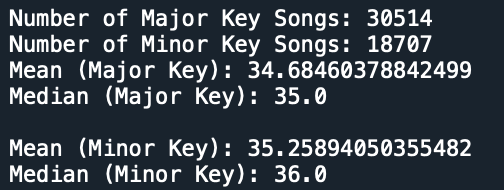 Number of Major Key Songs: 30514
Number of Minor Key Songs: 18707
Mean (Major Key): 34.68460378842499
Median (Major Key): 35.0
Mean (Minor Key): 35.25894050355482
Median (Minor Key): 36.0